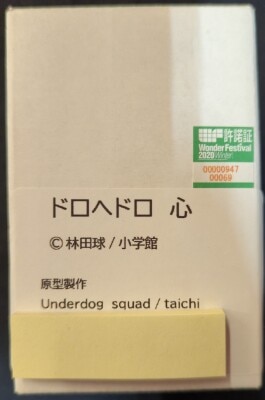 許諾証
Wonder Festival
2020 Winter
00000947
00069
ドロヘドロ 心
© 林田球 / 小学館
原型製作
Underdog squad / taichi